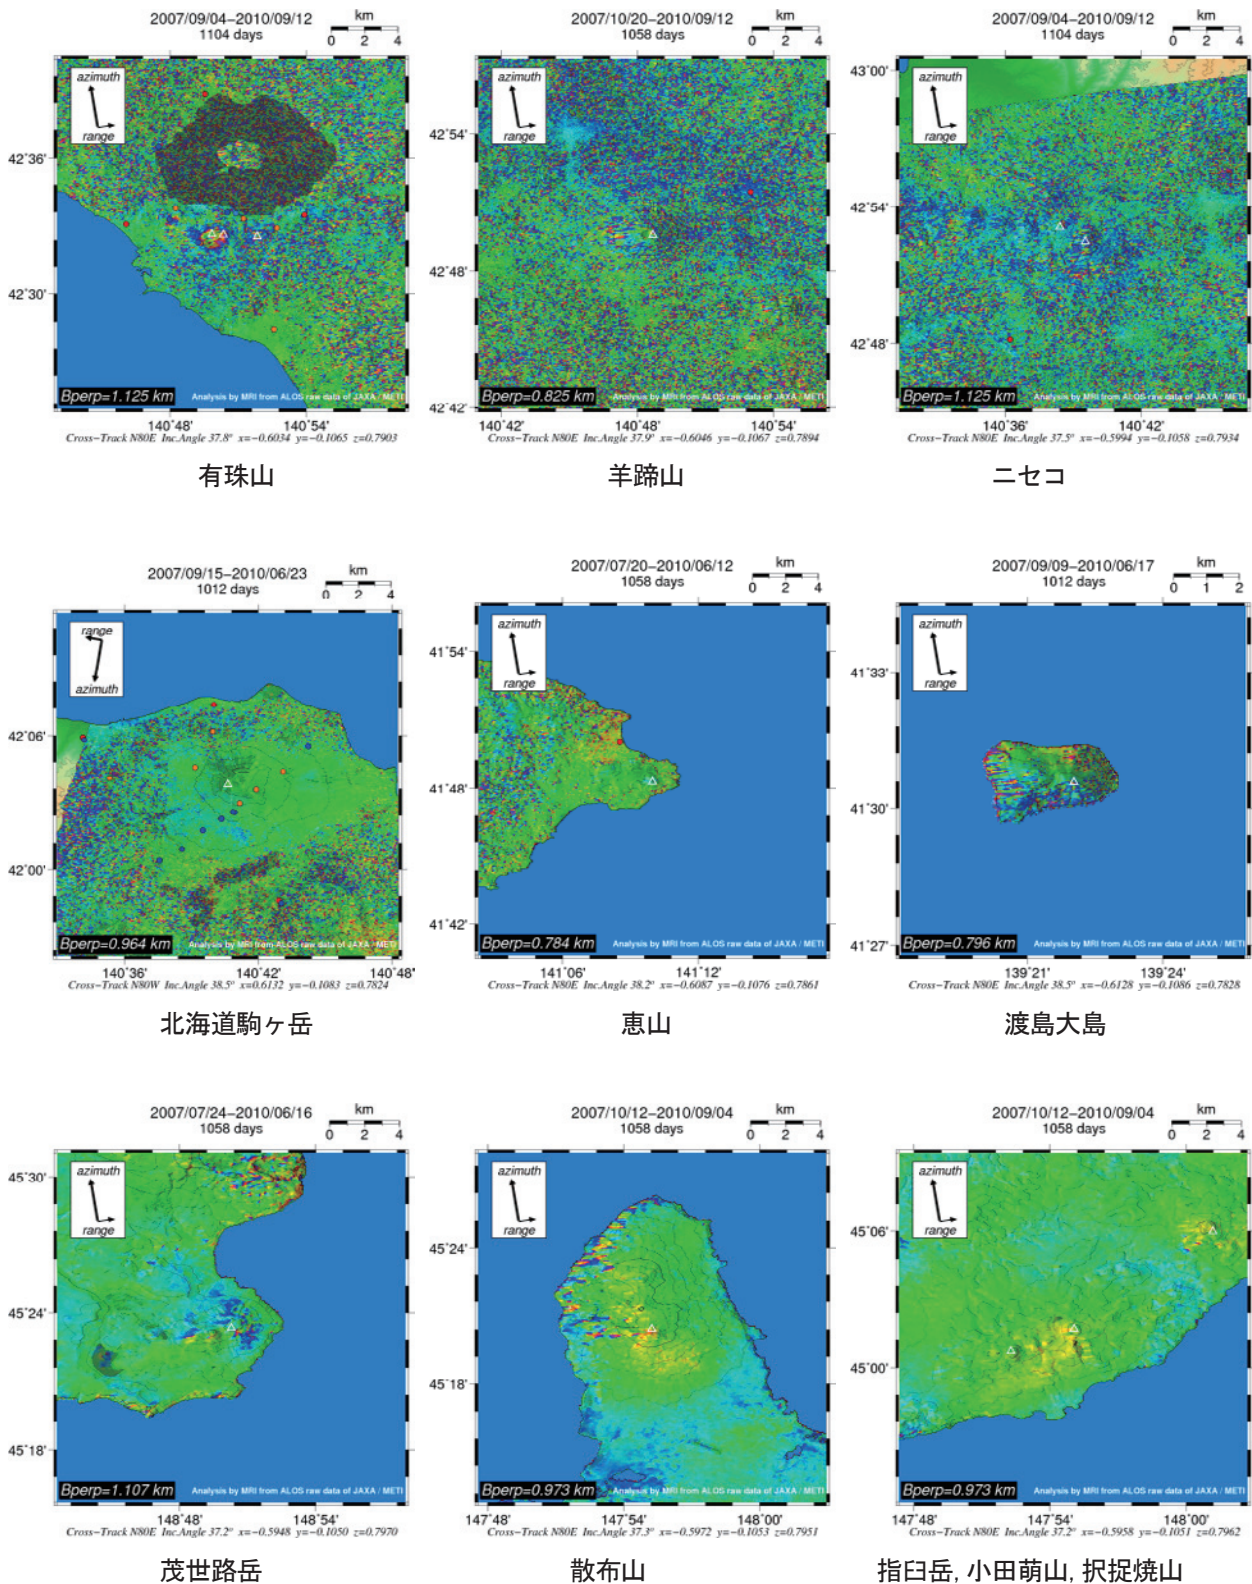 2007/09/04–2010/09/12
1104 days
km
0 2 4
azimuth
range
42˚36'
42˚30'
Bperp=1.125 km
Analysis by MRI from ALOS raw data of JAXA / METI
140˚48' 140˚54'
Cross–Track N80E Inc.Angle 37.8° x=–0.6034 y=–0.1065 z=0.7903
有珠山
2007/10/20–2010/09/12
1058 days
km
0 2 4
azimuth
range
42˚54'
42˚48'
42˚42'
Bperp=0.825 km
Analysis by MRI from ALOS raw data of JAXA / METI
140˚42' 140˚48' 140˚54'
Cross–Track N80E Inc.Angle 37.9° x=–0.6046 y=–0.1067 z=0.7894
羊蹄山
2007/09/04–2010/09/12
1104 days
km
0 2 4
azimuth
range
43˚00'
42˚54'
42˚48'
Bperp=1.125 km
Analysis by MRI from ALOS raw data of JAXA / METI
140˚36' 140˚42'
Cross–Track N80E Inc.Angle 37.5° x=–0.5994 y=–0.1058 z=0.7934
ニセコ
2007/09/15–2010/06/23
1012 days
km
0 2 4
range
azimuth
42˚06'
42˚00'
Bperp=0.964 km
Analysis by MRI from ALOS raw data of JAXA / METI
140˚36' 140˚42' 140˚48'
Cross–Track N80W Inc.Angle 38.5° x=0.6132 y=–0.1083 z=0.7824
北海道駒ヶ岳
2007/07/20–2010/06/12
1058 days
km
0 2 4
azimuth
range
41˚54'
41˚48'
41˚42'
Bperp=0.784 km
Analysis by MRI from ALOS raw data of JAXA / METI
141˚06' 141˚12'
Cross–Track N80E Inc.Angle 38.2° x=–0.6087 y=–0.1076 z=0.7861
恵山
2007/09/09–2010/06/17
1012 days
km
0 1 2
azimuth
range
41˚33'
41˚30'
41˚27'
Bperp=0.796 km
Analysis by MRI from ALOS raw data of JAXA / METI
139˚21' 139˚24'
Cross–Track N80E Inc.Angle 38.5° x=–0.6128 y=–0.1086 z=0.7828
渡島大島
2007/07/24–2010/06/16
1058 days
km
0 2 4
azimuth
range
45˚30'
45˚24'
45˚18'
Bperp=1.107 km
Analysis by MRI from ALOS raw data of JAXA / METI
148˚48' 148˚54'
Cross–Track N80E Inc.Angle 37.2° x=–0.5948 y=–0.1050 z=0.7970
茂世路岳
2007/10/12–2010/09/04
1058 days
km
0 2 4
azimuth
range
45˚24'
45˚18'
Bperp=0.973 km
Analysis by MRI from ALOS raw data of JAXA / METI
147˚48' 147˚54' 148˚00'
Cross–Track N80E Inc.Angle 37.3° x=–0.5972 y=–0.1053 z=0.7951
散布山
2007/10/12–2010/09/04
1058 days
km
0 2 4
azimuth
range
45˚06'
45˚00'
Bperp=0.973 km
Analysis by MRI from ALOS raw data of JAXA / METI
147˚48' 147˚54' 148˚00'
Cross–Track N80E Inc.Angle 37.2° x=–0.5958 y=–0.1051 z=0.7962
指臼岳, 小田萌山, 択捉焼山